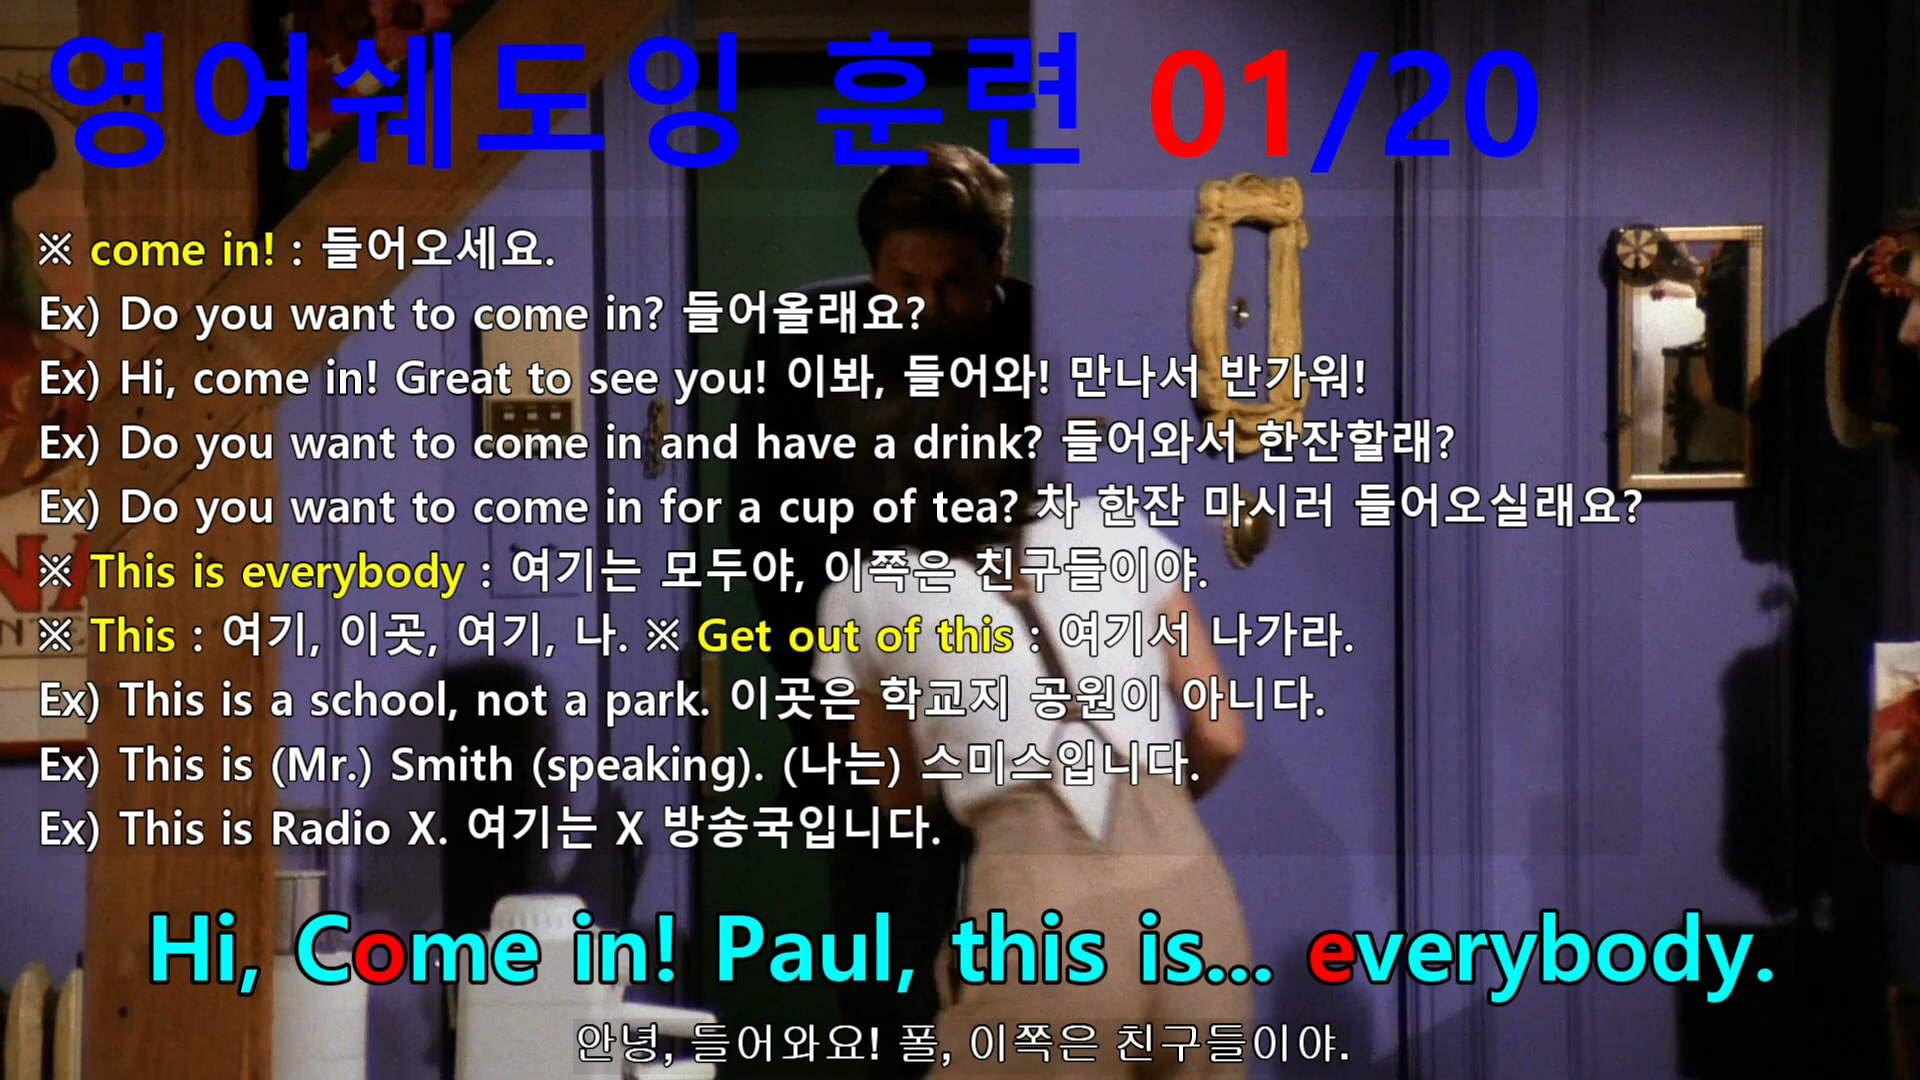 영어쉐도잉 훈련 01/20
※ come in! : 들어오세요.
Ex) Do you want to come in? 들어올래요?
Ex) Hi, come in! Great to see you! 이봐, 들어와! 만나서 반가워!
Ex) Do you want to come in and have a drink? 들어와서 한잔할래?
Ex) Do you want to come in for a cup of tea? 차 한잔 마시러 들어오실래요?
※ This is everybody : 여기는 모두야, 이쪽은 친구들이야.
※ This : 여기, 이곳, 여기, 나. ※ Get out of this : 여기서 나가라.
Ex) This is a school, not a park. 이곳은 학교지 공원이 아니다.
Ex) This is (Mr.) Smith (speaking). (나는) 스미스입니다.
Ex) This is Radio X. 여기는 X 방송국입니다.
Hi, Come in! Paul, this is... everybody.
안녕, 들어와요! 폴, 이쪽은 친구들이야.